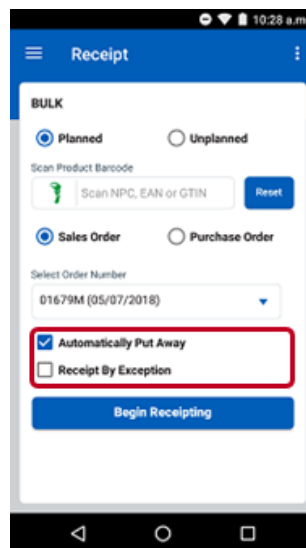 10:28 a.m
Receipt
BULK
Planned Unplanned
Scan Product Barcode
Scan NPC, EAN or GTIN Reset
Sales Order Purchase Order
Select Order Number
01679M (05/07/2018)
Automatically Put Away
Receipt By Exception
Begin Receipting